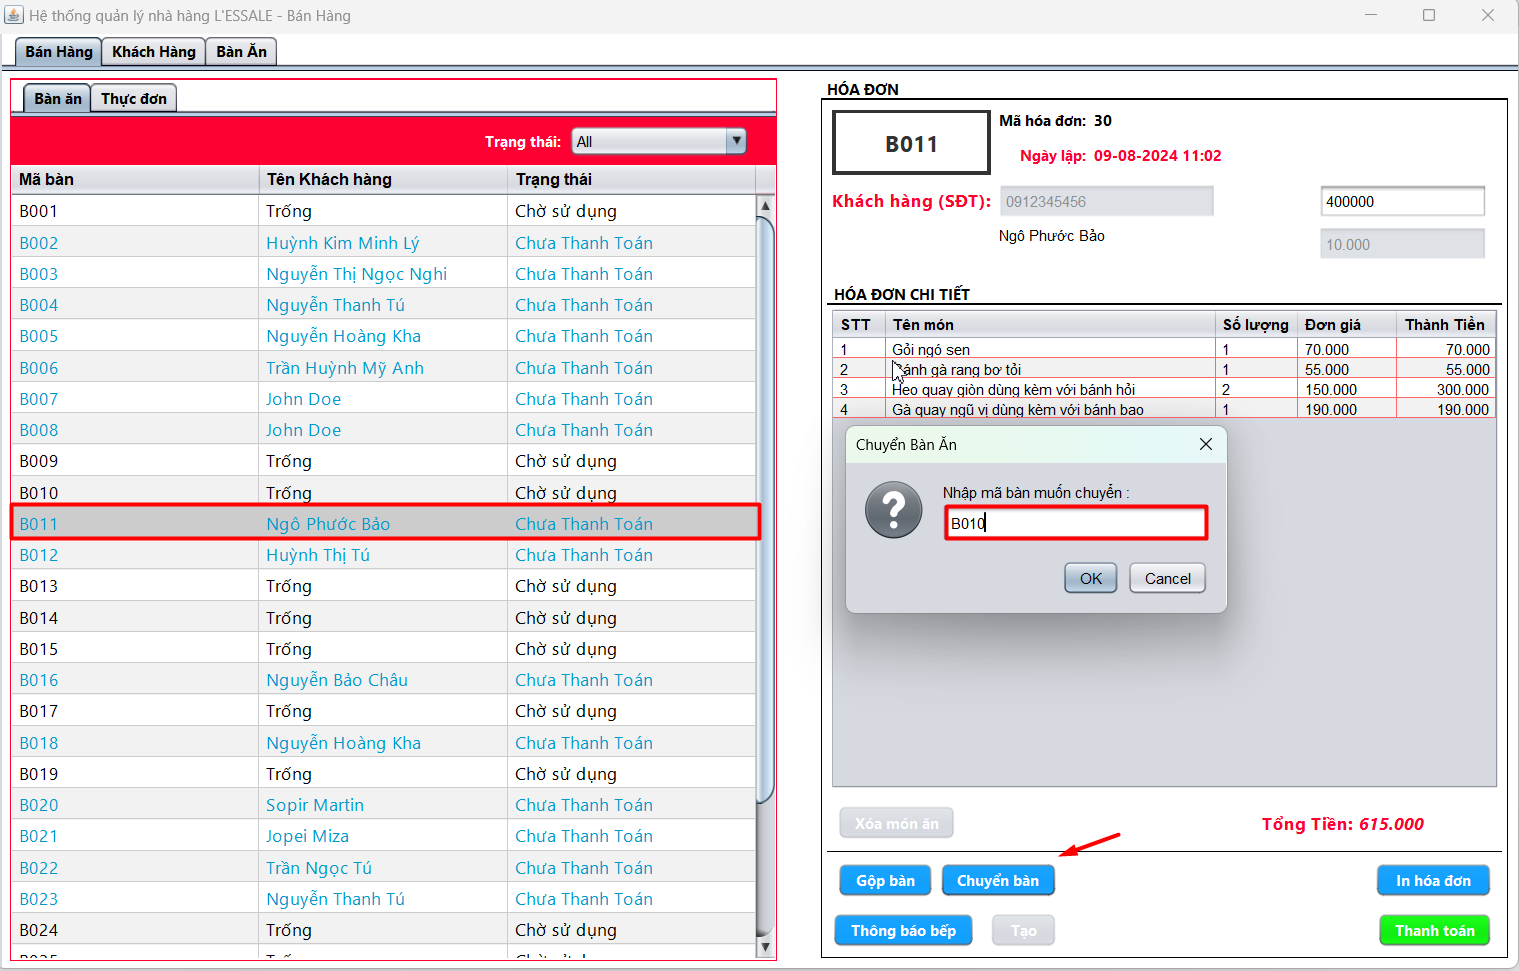 Hệ thống quản lý nhà hàng L'ESSALE - Bán Hàng
Bán Hàng Khách Hàng Bàn Ăn
Bàn ăn Thực đơn
Trạng thái: All
Mã bàn Tên Khách hàng Trạng thái
B001 Trống Chờ sử dụng
B002 Huỳnh Kim Minh Lý Chưa Thanh Toán
B003 Nguyễn Thị Ngọc Nghi Chưa Thanh Toán
B004 Nguyễn Thanh Tú Chưa Thanh Toán
B005 Nguyễn Hoàng Kha Chưa Thanh Toán
B006 Trần Huỳnh Mỹ Anh Chưa Thanh Toán
B007 John Doe Chưa Thanh Toán
B008 John Doe Chưa Thanh Toán
B009 Trống Chờ sử dụng
B010 Trống Chờ sử dụng
B011 Ngô Phước Bảo Chưa Thanh Toán
B012 Huỳnh Thị Tú Chưa Thanh Toán
B013 Trống Chờ sử dụng
B014 Trống Chờ sử dụng
B015 Trống Chờ sử dụng
B016 Nguyễn Bảo Châu Chưa Thanh Toán
B017 Trống Chờ sử dụng
B018 Nguyễn Hoàng Kha Chưa Thanh Toán
B019 Trống Chờ sử dụng
B020 Sopir Martin Chưa Thanh Toán
B021 Jopei Miza Chưa Thanh Toán
B022 Trần Ngọc Tú Chưa Thanh Toán
B023 Nguyễn Thanh Tú Chưa Thanh Toán
B024 Trống Chờ sử dụng
HÓA ĐƠN
B011
Mã hóa đơn: 30
Ngày lập: 09-08-2024 11:02
Khách hàng (SĐT): 0912345456 400000
Ngô Phước Bảo 10.000
HÓA ĐƠN CHI TIẾT
STT Tên món Số lượng Đơn giá Thành Tiền
1 Gỏi ngó sen 1 70.000 70.000
2 gà rang bơ tỏi 1 55.000 55.000
3 Heo quay giòn dùng kèm với bánh hỏi 2 150.000 300.000
4 Gà quay ngũ vị dùng kèm với bánh bao 1 190.000 190.000
Chuyển Bàn Ăn
Nhập mã bàn muốn chuyển :
B010
OK Cancel
Xóa món ăn Tổng Tiền: 615.000
Gộp bàn Chuyển bàn In hóa đơn
Thông báo bếp Tạo Thanh toán